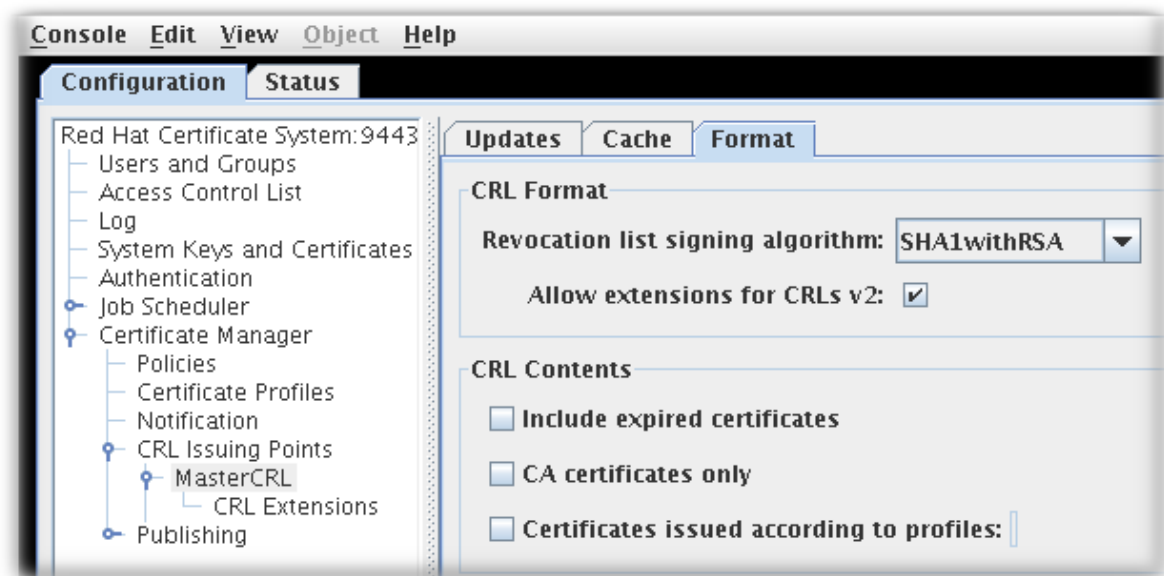 Console Edit View Object Help
Configuration Status
Red Hat Certificate System:9443
Users and Groups
Access Control List
Log
System Keys and Certificates
Authentication
Job Scheduler
Certificate Manager
Policies
Certificate Profiles
Notification
CRL Issuing Points
MasterCRL
CRL Extensions
Publishing
Updates Cache Format
CRL Format
Revocation list signing algorithm: SHA1withRSA
Allow extensions for CRLs v2:
CRL Contents
Include expired certificates
CA certificates only
Certificates issued according to profiles: